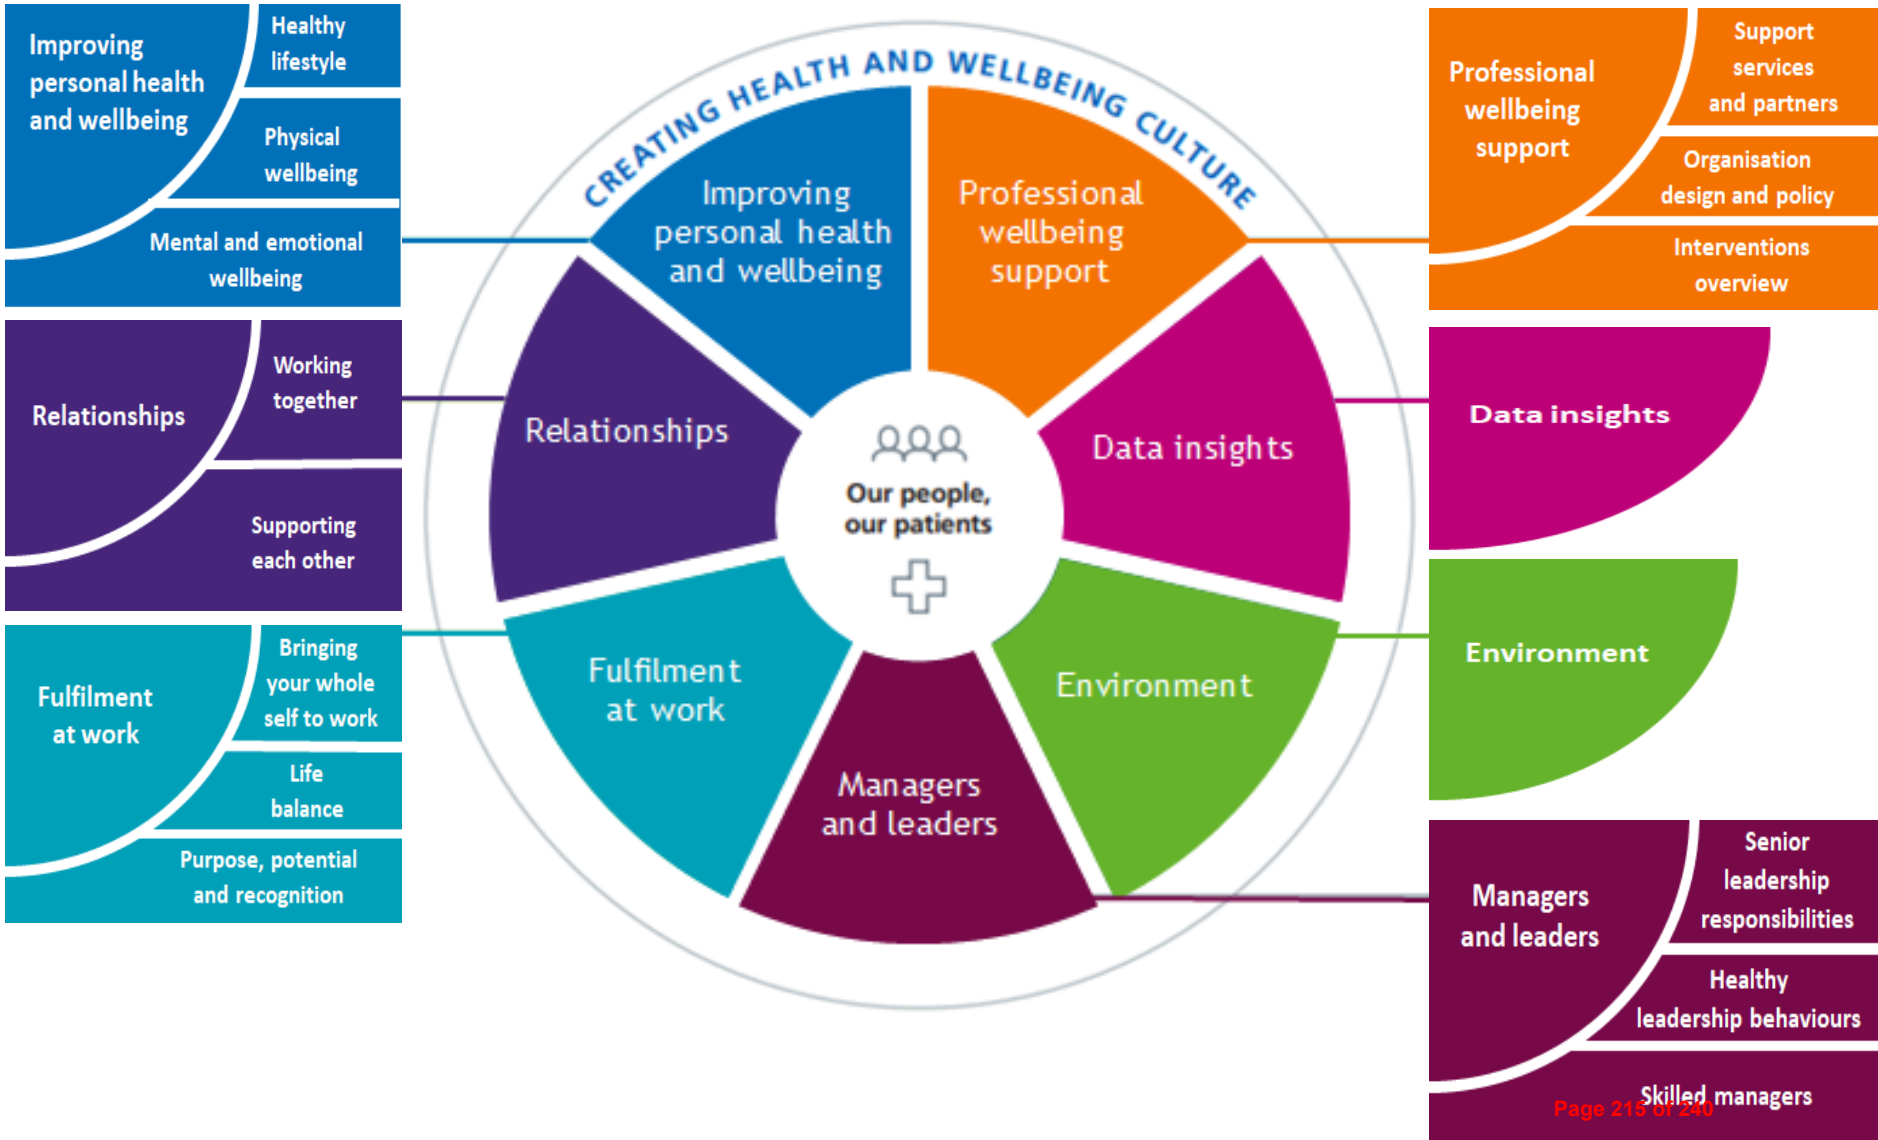 Improving
personal health
and wellbeing
Healthy
lifestyle
Physical
wellbeing
Mental and emotional
wellbeing
Relationships
Working
together
Supporting
each other
Fulfilment
at work
Bringing
your whole
self to work
Life
balance
Purpose, potential
and recognition
CREATING HEALTH AND WELLBEING CULTURE
Improving
personal health
and wellbeing
Professional
wellbeing
support
Relationships
Data insights
Our people,
our patients
Fulfilment
at work
Environment
Managers
and leaders
Professional
wellbeing
support
Support
services
and partners
Organisation
design and policy
Interventions
overview
Data insights
Environment
Managers
and leaders
Senior
leadership
responsibilities
Healthy
leadership behaviours
Skilled managers
Page 215 of 240